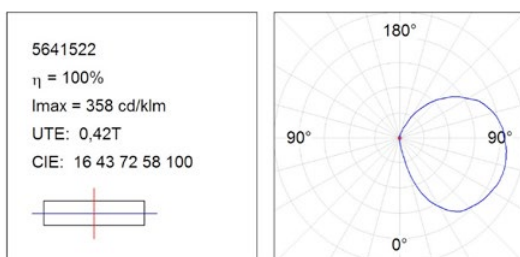 5641522
η = 100%
Imax = 358 cd/klm
UTE: 0,42T
CIE: 16 43 72 58 100
180°
90°
90°
0°